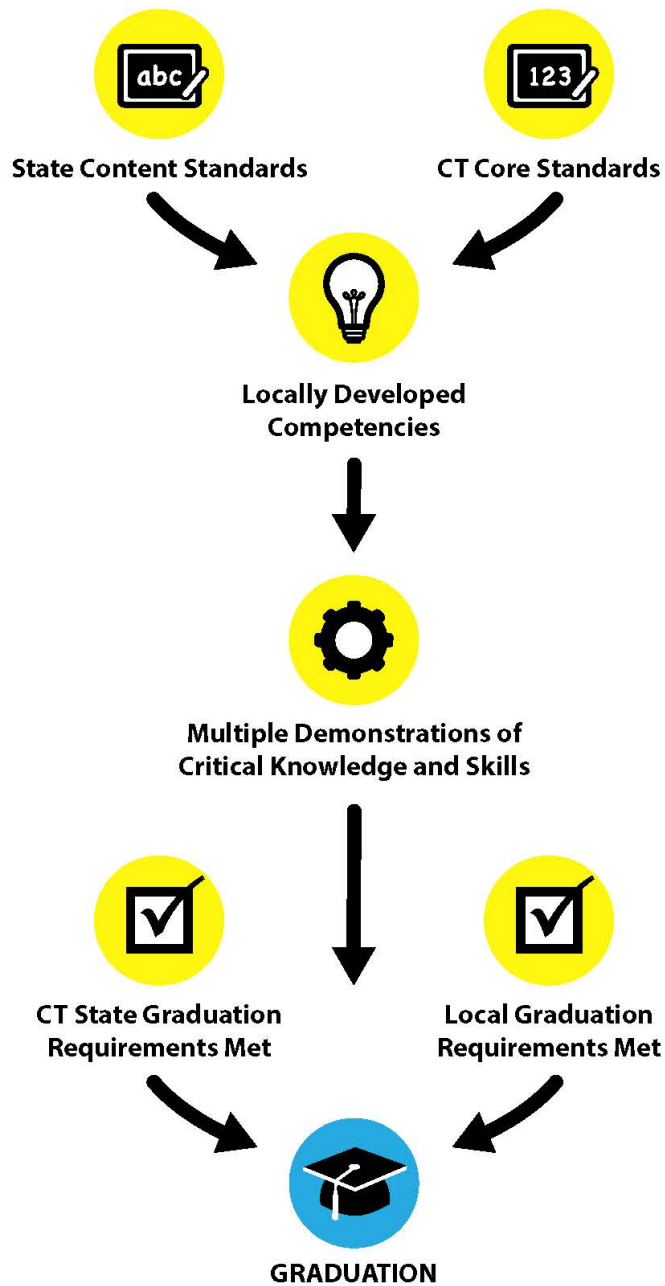 abc
123
State Content Standards
CT Core Standards
Locally Developed
Competencies
Multiple Demonstrations of
Critical Knowledge and Skills
CT State Graduation
Requirements Met
Local Graduation
Requirements Met
GRADUATION